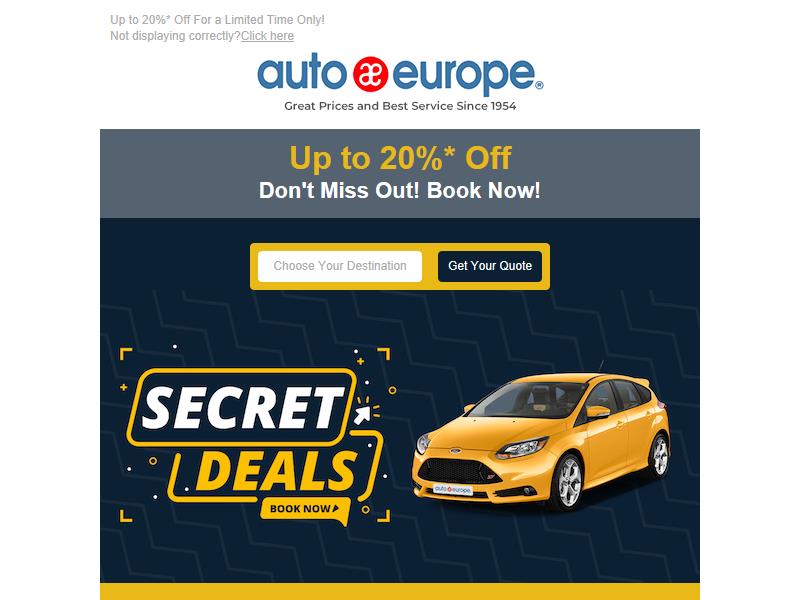 Up to 20%* Off For a Limited Time Only!
Not displaying correctly?Click here
auto æ europe®
Great Prices and Best Service Since 1954
Up to 20%* Off
Don't Miss Out! Book Now!
Choose Your Destination
Get Your Quote
SECRET
DEALS
BOOK NOW
auto æ europe